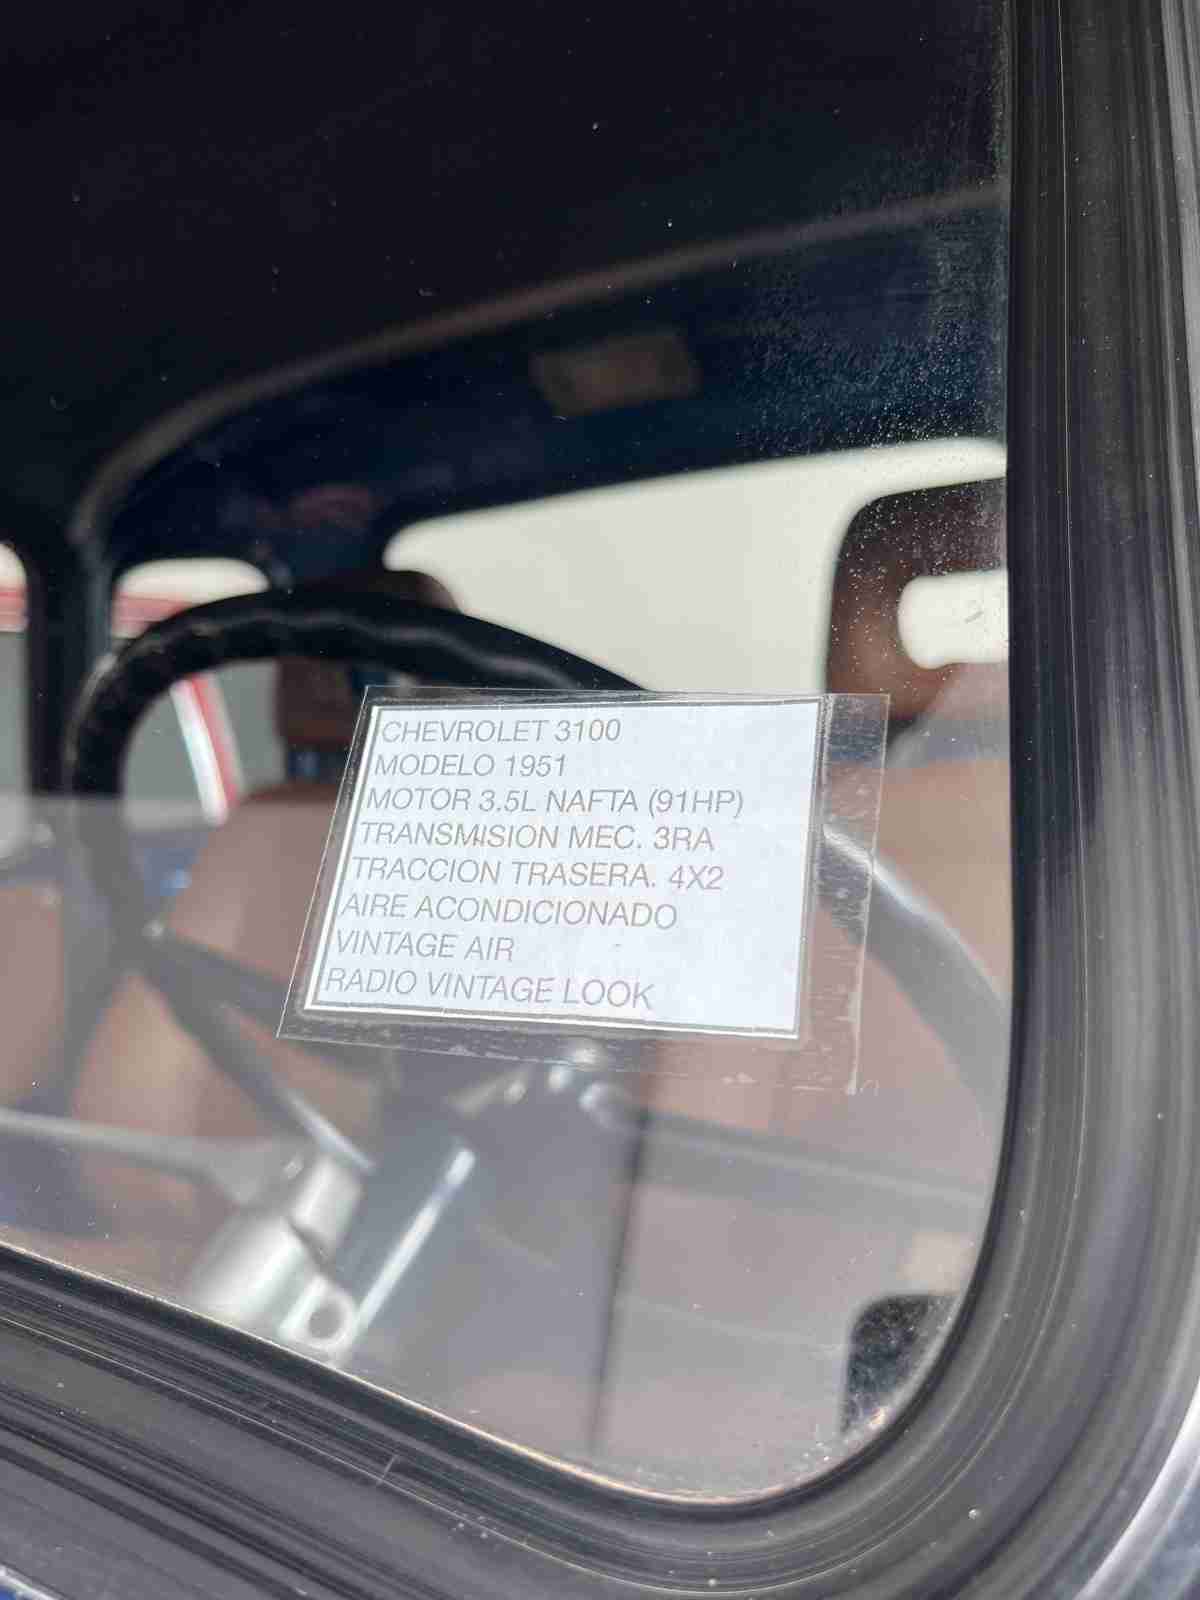 CHEVROLET 3100
MODELO 1951
MOTOR 3.5L NAFTA (91HP)
TRANSMISION MEC. 3RA
TRACCION TRASERA. 4X2
AIRE ACONDICIONADO
VINTAGE AIR
RADIO VINTAGE LOOK